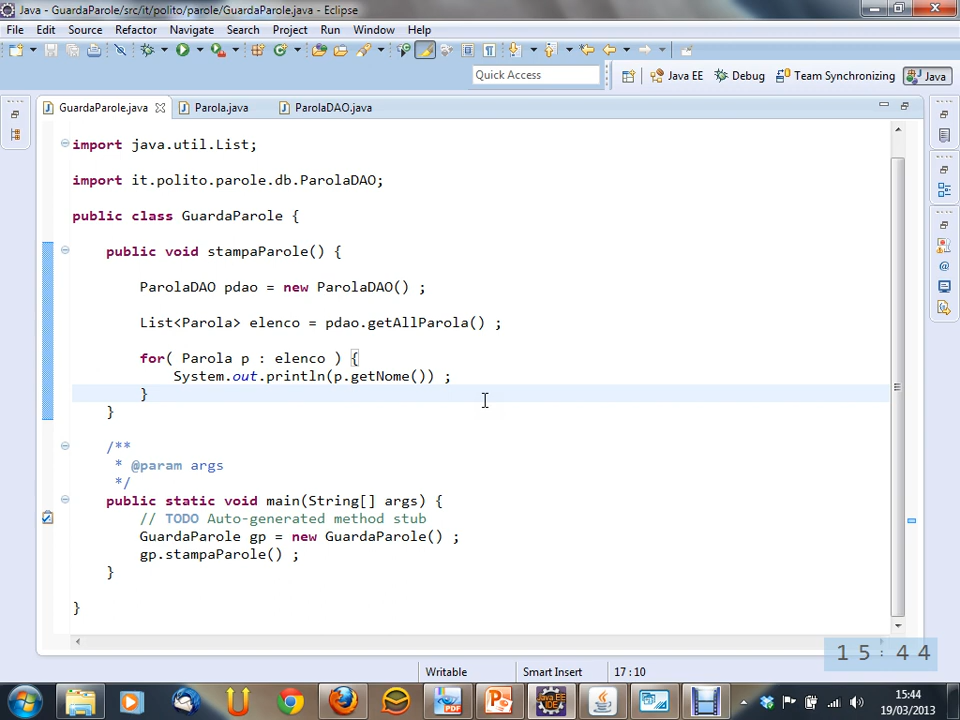 Java - GuardaParole/src/it/polito/parole/GuardaParole.java - Eclipse
File Edit Source Refactor Navigate Search Project Run Window Help
Quick Access Java EE Debug Team Synchronizing Java
GuardaParole.java Parola.java ParolaDAO.java
import java.util.List;
import it.polito.parole.db.ParolaDAO;
public class GuardaParole {
public void stampaParole() {
ParolaDAO pdao = new ParolaDAO() ;
List<Parola> elenco = pdao.getAllParola() ;
for( Parola p : elenco ) {
System.out.println(p.getNome()) ;
}
}
/**
* @param args
*/
public static void main(String[] args) {
// TODO Auto-generated method stub
GuardaParole gp = new GuardaParole() ;
gp.stampaParole() ;
}
}
15:44
Writable Smart Insert 17 : 10
15:44
19/03/2013